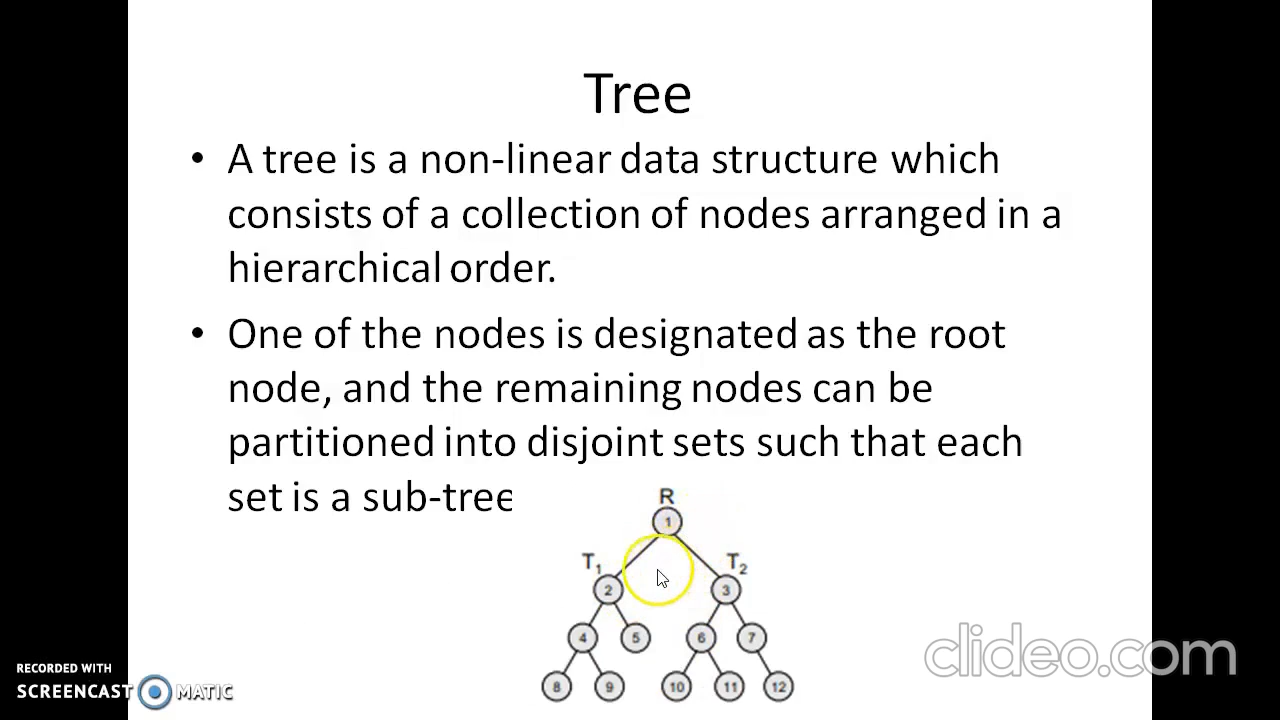 Tree
• A tree is a non-linear data structure which
consists of a collection of nodes arranged in a
hierarchical order.
• One of the nodes is designated as the root
node, and the remaining nodes can be
partitioned into disjoint sets such that each
set is a sub-tree
R
1
T1 T2
2 3
4 5 6 7
8 9 10 11 12
clideo.com
RECORDED WITH
SCREENCAST MATIC